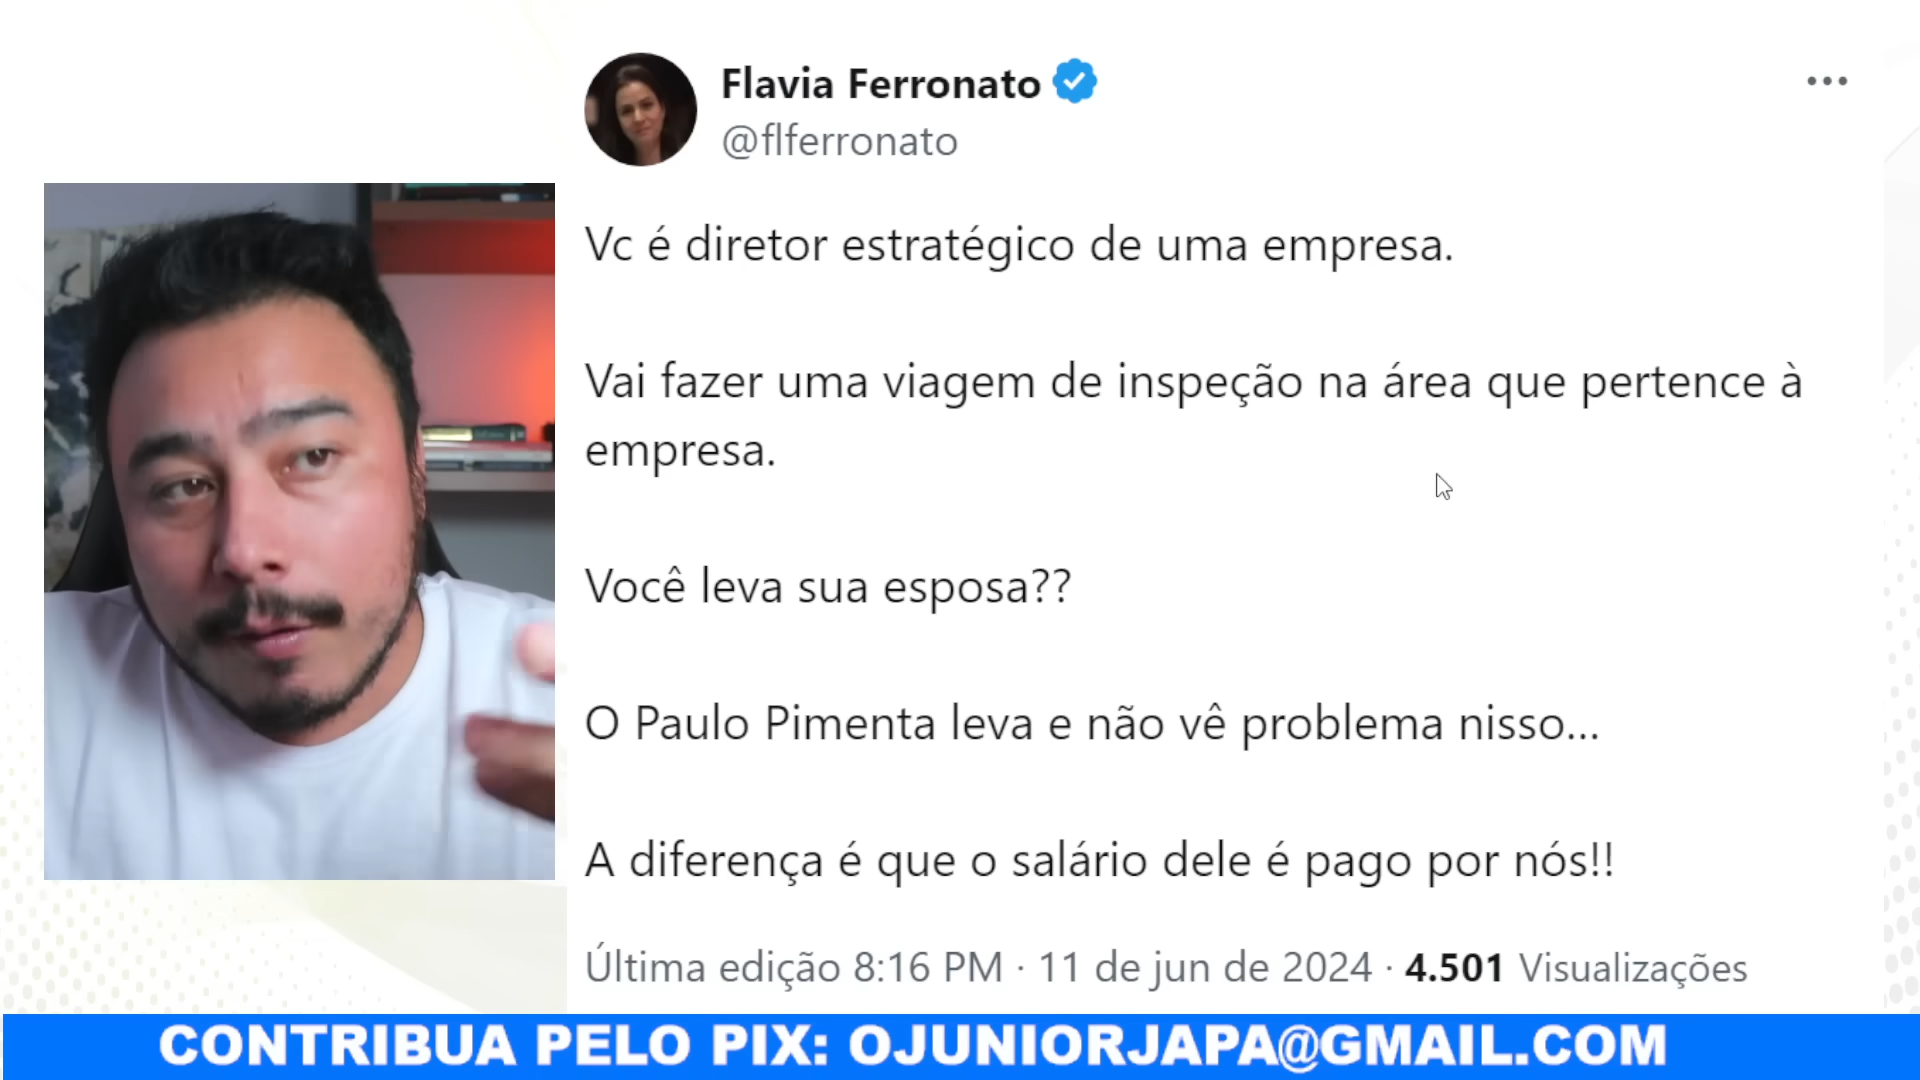 Flavia Ferronato
@flferronato
Vc é diretor estratégico de uma empresa.
Vai fazer uma viagem de inspeção na área que pertence à
empresa.
Você leva sua esposa??
O Paulo Pimenta leva e não vê problema nisso...
A diferença é que o salário dele é pago por nós!!
Última edição 8:16 PM · 11 de jun de 2024 · 4.501 Visualizações
CONTRIBUA PELO PIX: OJUNIORJAPA@GMAIL.COM